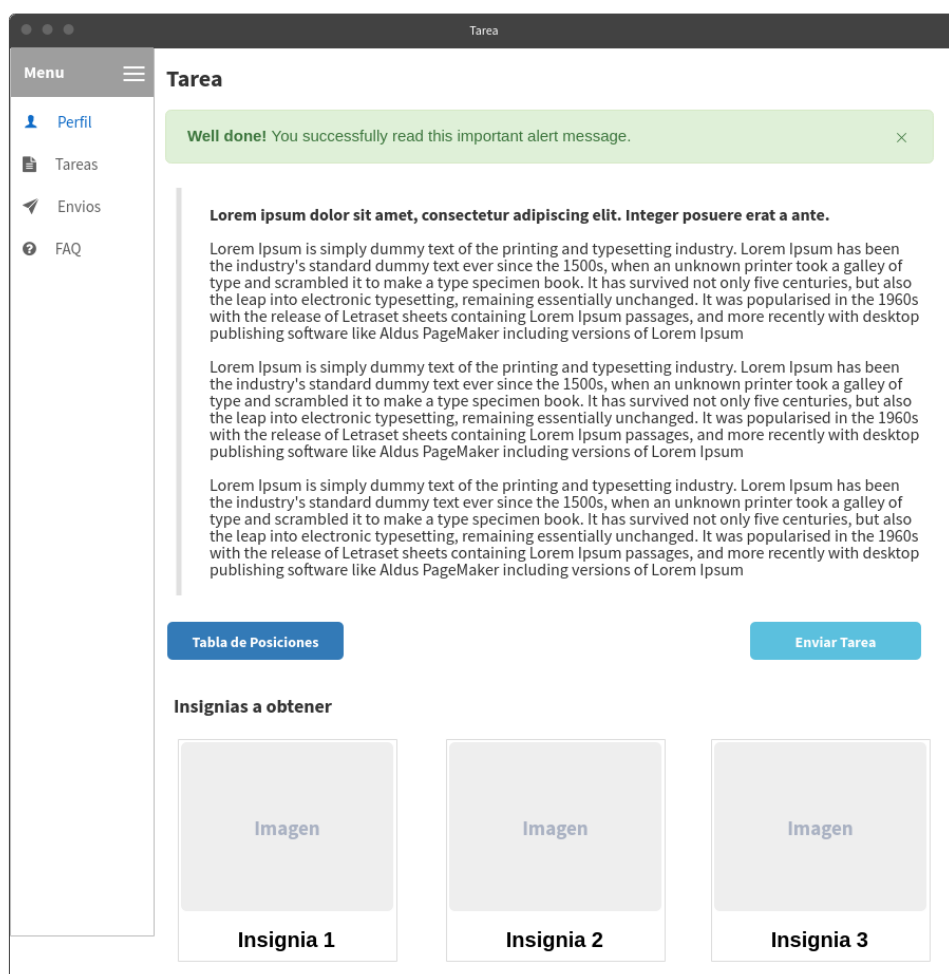 Tarea
Menu
Perfil
Tareas
Envios
FAQ
Tarea
Well done! You successfully read this important alert message.
Lorem ipsum dolor sit amet, consectetur adipiscing elit. Integer posuere erat a ante.
Lorem Ipsum is simply dummy text of the printing and typesetting industry. Lorem Ipsum has been
the industry's standard dummy text ever since the 1500s, when an unknown printer took a galley of
type and scrambled it to make a type specimen book. It has survived not only five centuries, but also
the leap into electronic typesetting, remaining essentially unchanged. It was popularised in the 1960s
with the release of Letraset sheets containing Lorem Ipsum passages, and more recently with desktop
publishing software like Aldus PageMaker including versions of Lorem Ipsum
Lorem Ipsum is simply dummy text of the printing and typesetting industry. Lorem Ipsum has been
the industry's standard dummy text ever since the 1500s, when an unknown printer took a galley of
type and scrambled it to make a type specimen book. It has survived not only five centuries, but also
the leap into electronic typesetting, remaining essentially unchanged. It was popularised in the 1960s
with the release of Letraset sheets containing Lorem Ipsum passages, and more recently with desktop
publishing software like Aldus PageMaker including versions of Lorem Ipsum
Lorem Ipsum is simply dummy text of the printing and typesetting industry. Lorem Ipsum has been
the industry's standard dummy text ever since the 1500s, when an unknown printer took a galley of
type and scrambled it to make a type specimen book. It has survived not only five centuries, but also
the leap into electronic typesetting, remaining essentially unchanged. It was popularised in the 1960s
with the release of Letraset sheets containing Lorem Ipsum passages, and more recently with desktop
publishing software like Aldus PageMaker including versions of Lorem Ipsum
Tabla de Posiciones
Enviar Tarea
Insignias a obtener
Imagen
Imagen
Imagen
Insignia 1
Insignia 2
Insignia 3